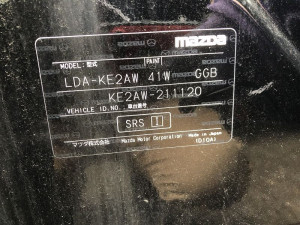 mazda
MODEL:型式 PAINT
LDA-KE2AW 41W GGB
KE2AW-211120
VEHICLE ID.NO. 車台番号
SRS
マツダ株式会社 Mazda Motor Corporation Made in Japan